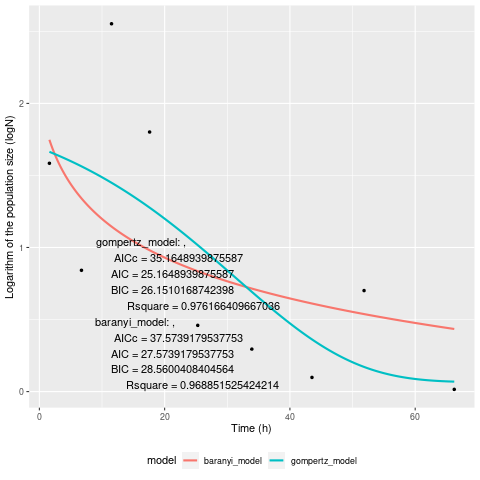 2
1
0
Logarithm of the population size (logN)
gompertz_model: ,
AICc = 35.1648939875587
AIC = 25.1648939875587
BIC = 26.1510168742398
Rsquare = 0.976166409667036
baranyi_model: ,
AICc = 37.5739179537753
AIC = 27.5739179537753
BIC = 28.5600408404564
Rsquare = 0.968851525424214
0 20 40 60
Time (h)
model baranyi_model gompertz_model